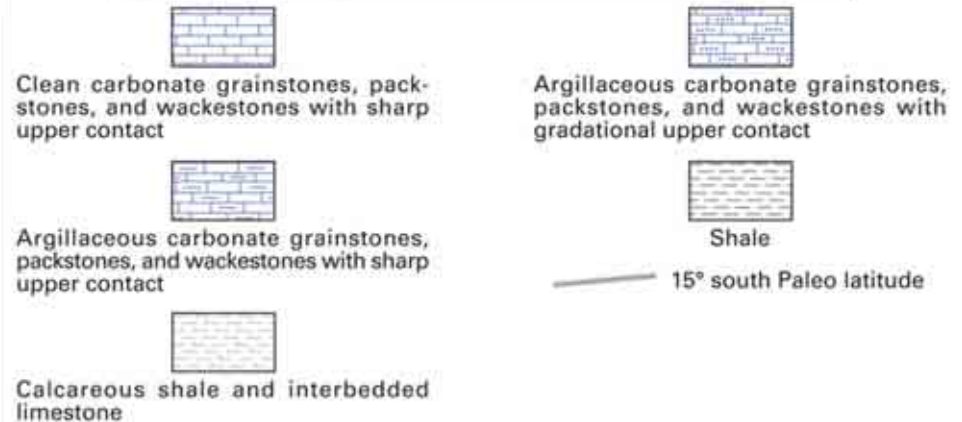 Clean carbonate grainstones, pack-
stones, and wackestones with sharp
upper contact
Argillaceous carbonate grainstones,
packstones, and wackestones with sharp
upper contact
Calcareous shale and interbedded
limestone
Argillaceous carbonate grainstones,
packstones, and wackestones with
gradational upper contact
Shale
15° south Paleo latitude